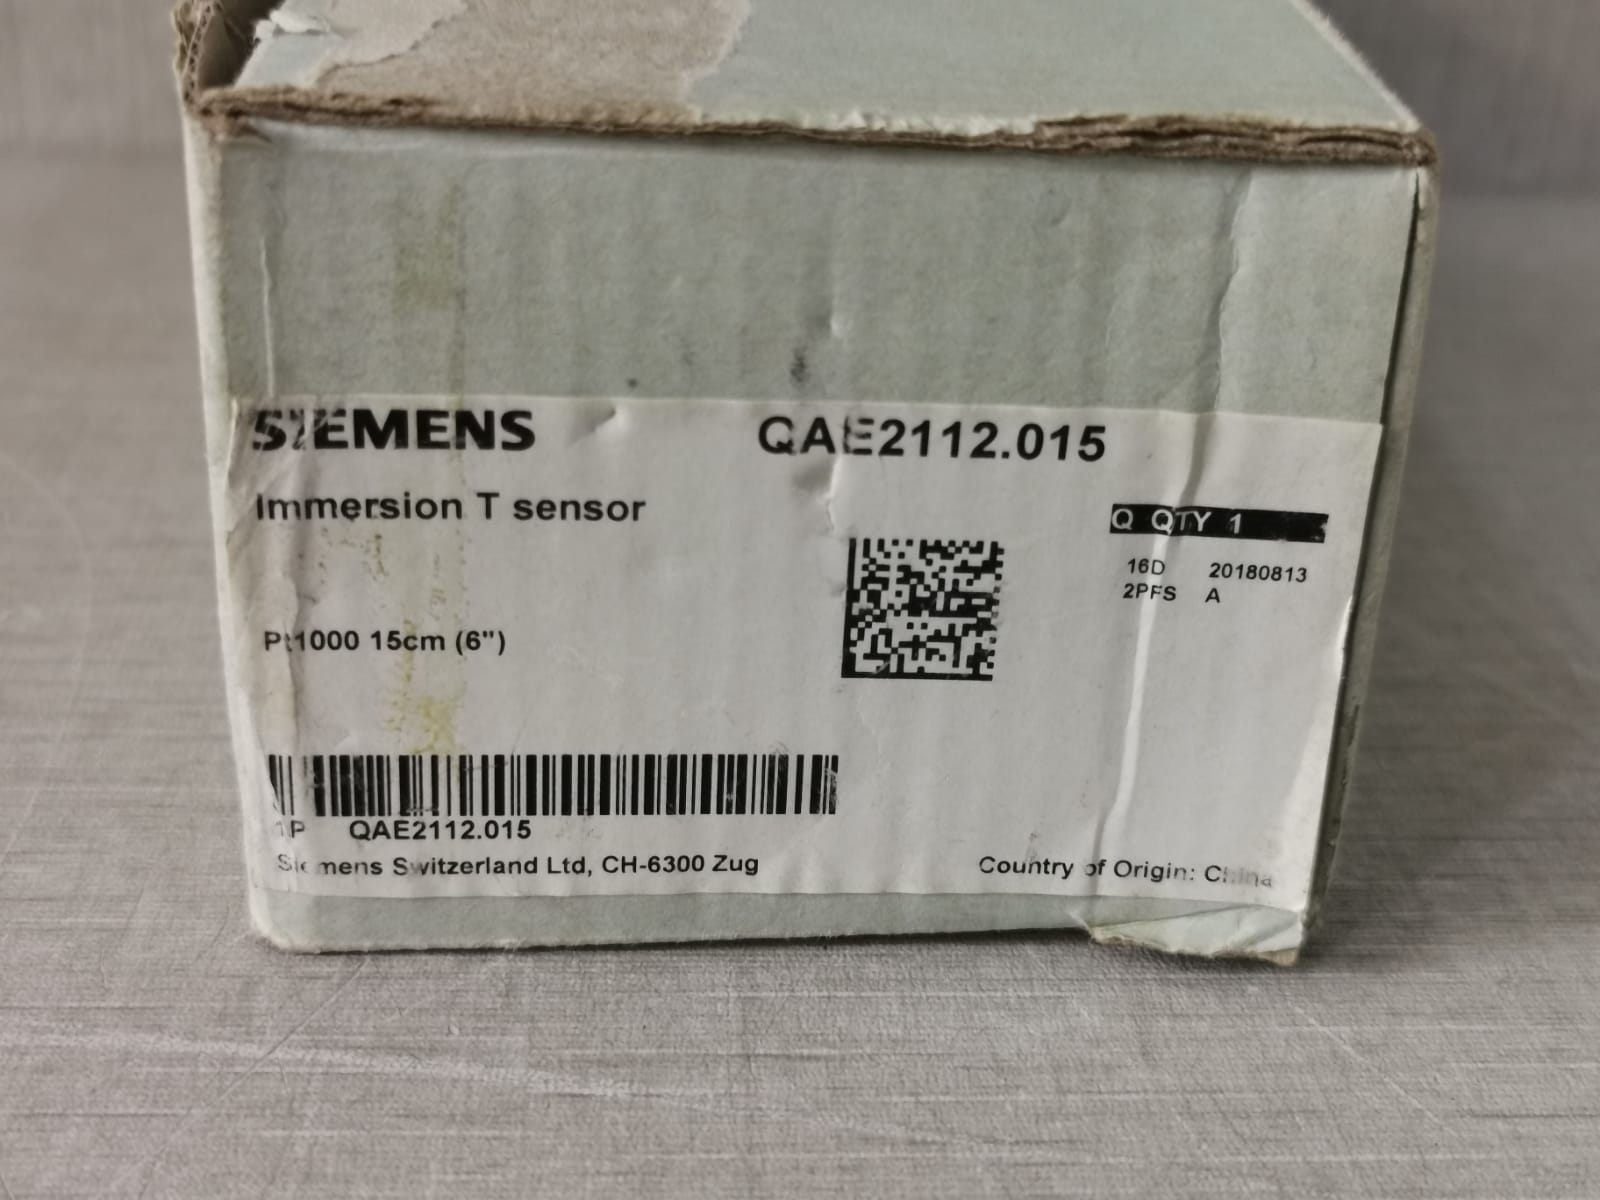 SIEMENS QAE2112.015
Immersion T sensor
Q QTY 1
16D 20180813
2PFS A
Pt1000 15cm (6")
1P QAE2112.015
Siemens Switzerland Ltd, CH-6300 Zug Country of Origin: China